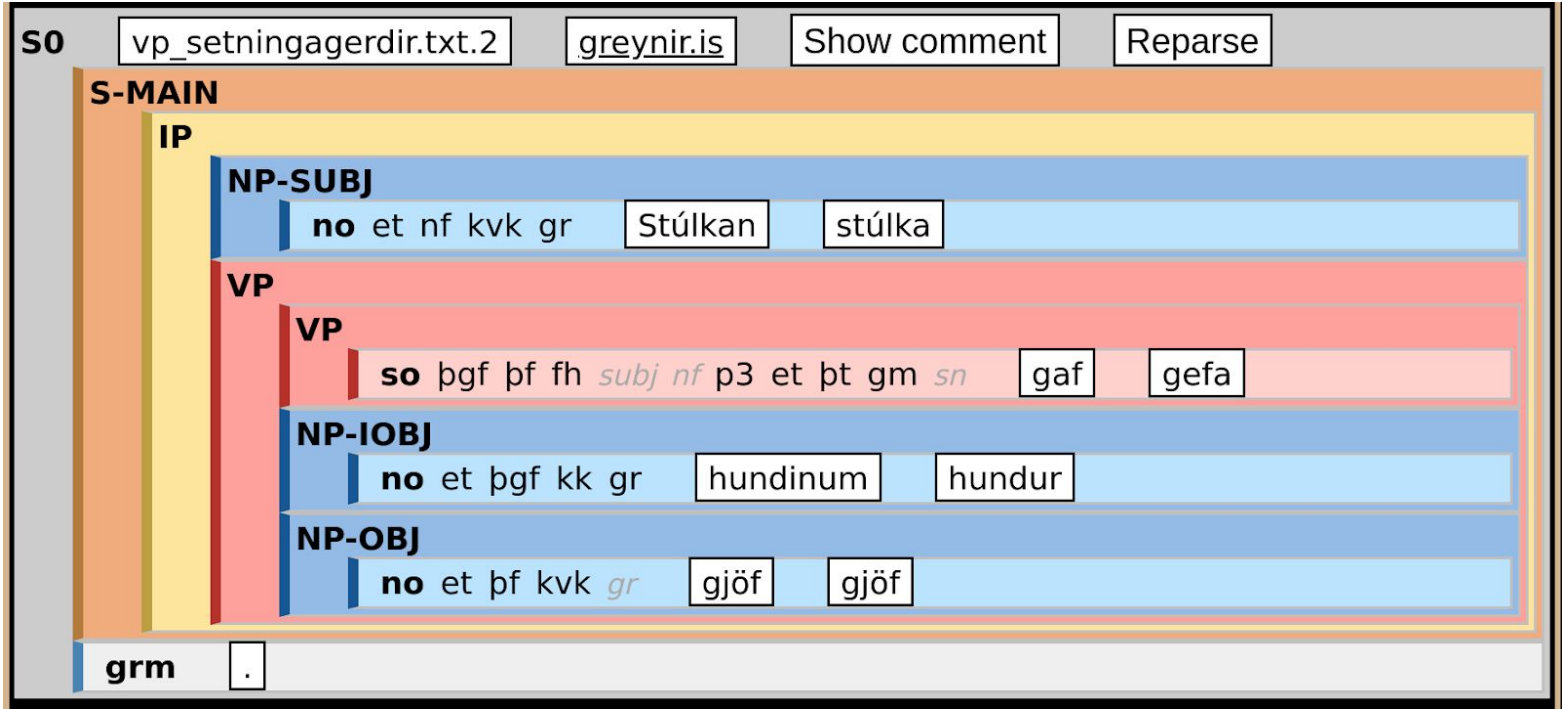 S0 vp_setningagerdir.txt.2 greynir.is Show comment Reparse
S-MAIN
IP
NP-SUBJ
no et nf kvk gr Stúlkan stúlka
VP
VP
so þgf þf fh subj nf p3 et þt gm sn gaf gefa
NP-IOBJ
no et þgf kk gr hundinum hundur
NP-OBJ
no et þf kvk gr gjöf gjöf
grm .